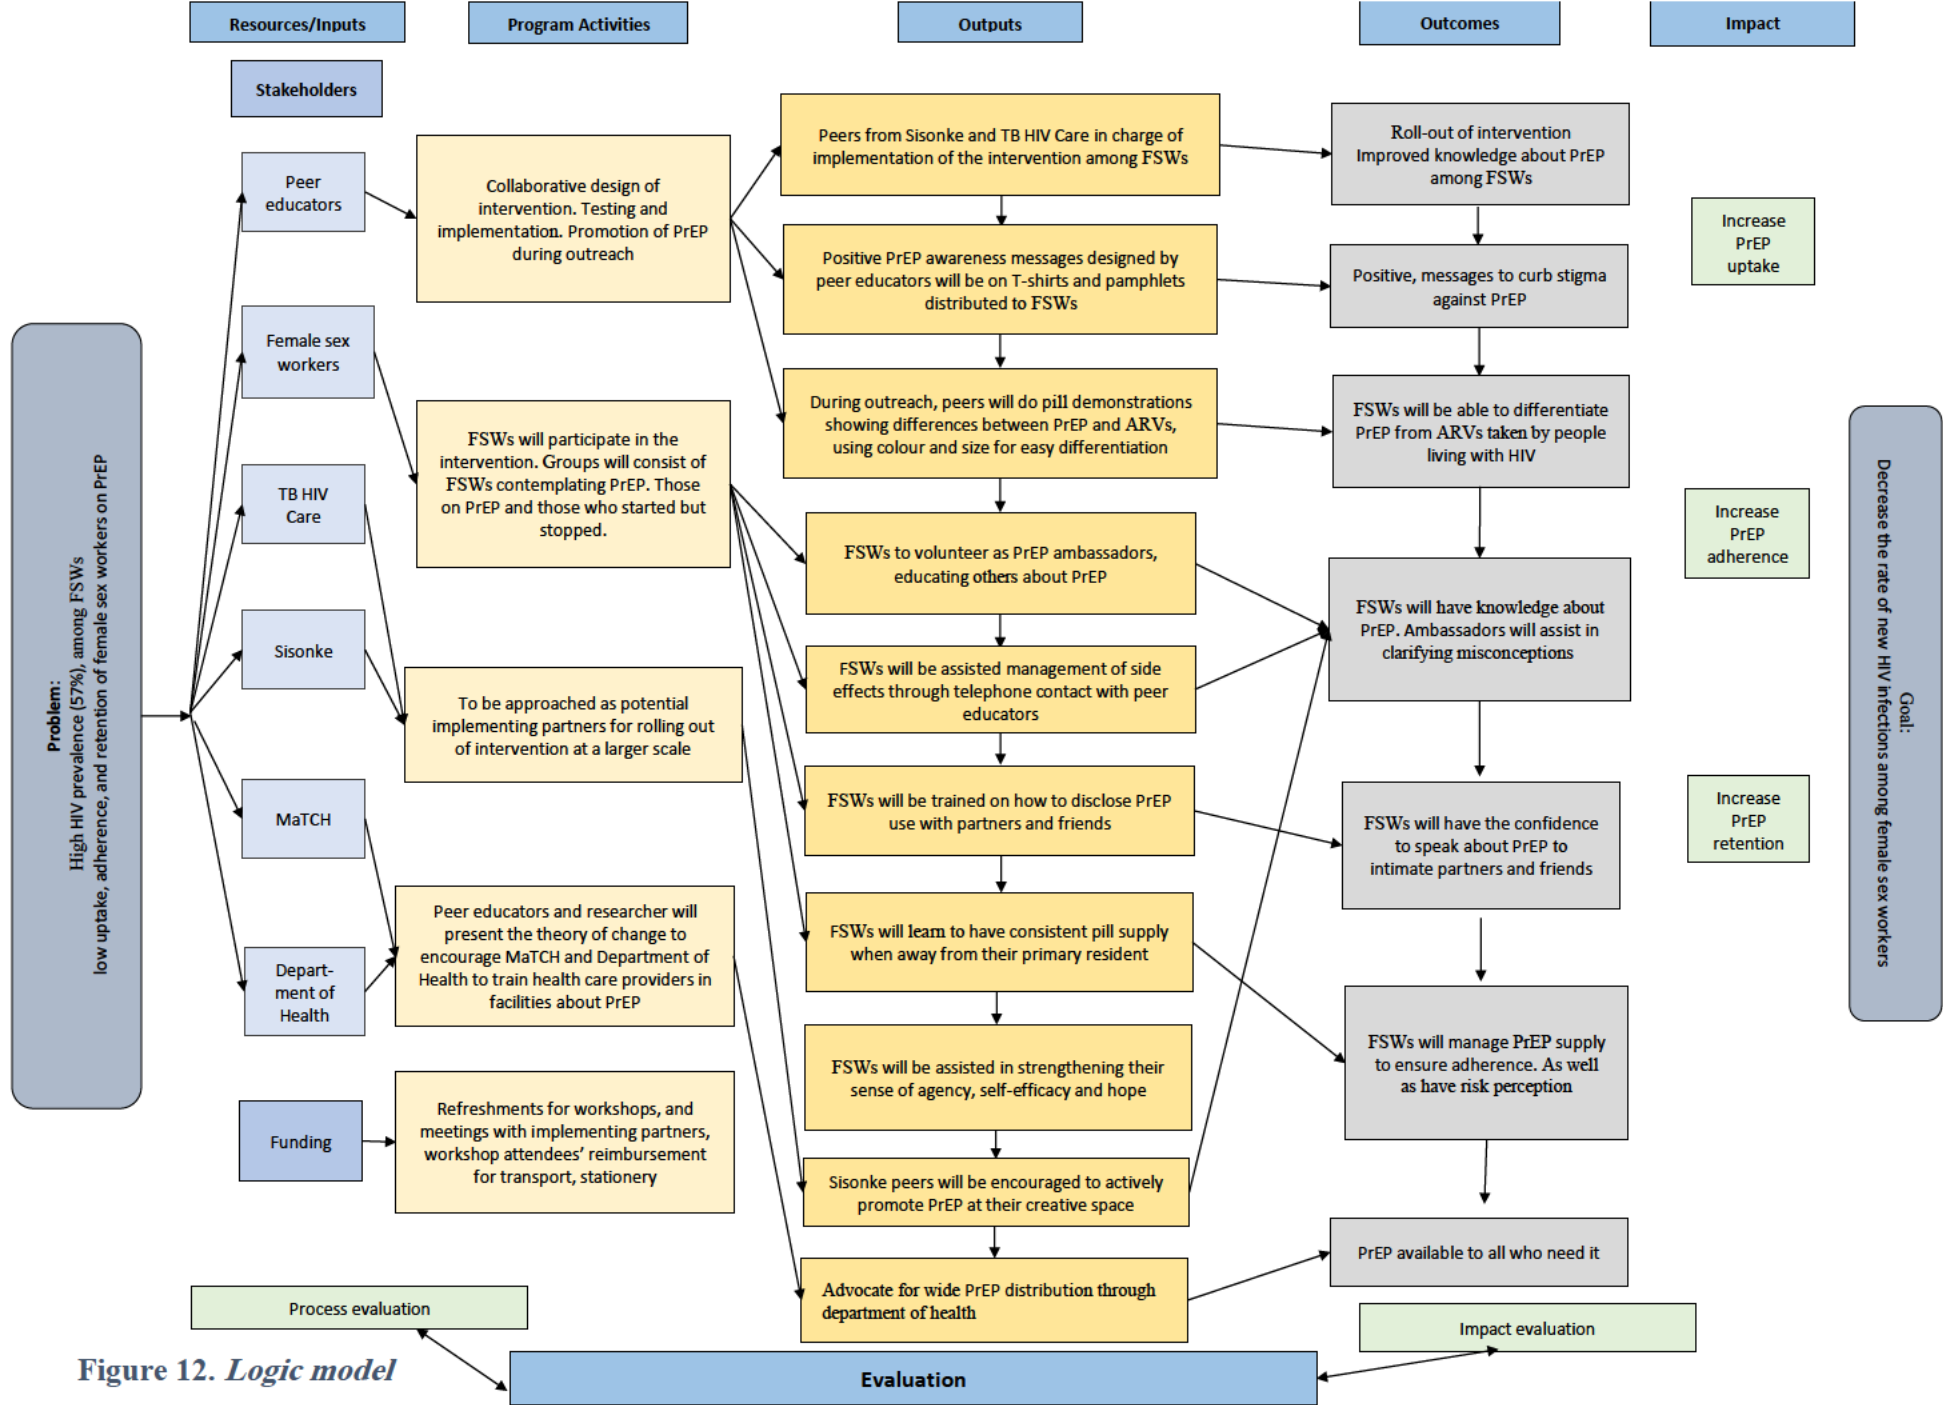 Resources/Inputs
Program Activities
Outputs
Outcomes
Impact
Stakeholders
Problem:
High HIV prevalence (57%), among FSWs
low uptake, adherence, and retention of female sex workers on PrEP
Peer
educators
Female sex
workers
TB HIV
Care
Sisonke
MaTCH
Depart-
ment of
Health
Funding
Collaborative design of
intervention. Testing and
implementation. Promotion of PrEP
during outreach
FSWs will participate in the
intervention. Groups will consist of
FSWs contemplating PrEP. Those
on PrEP and those who started but
stopped.
To be approached as potential
implementing partners for rolling out
of intervention at a larger scale
Peer educators and researcher will
present the theory of change to
encourage MaTCH and Department of
Health to train health care providers in
facilities about PrEP
Refreshments for workshops, and
meetings with implementing partners,
workshop attendees’ reimbursement
for transport, stationery
Peers from Sisonke and TB HIV Care in charge of
implementation of the intervention among FSWs
Positive PrEP awareness messages designed by
peer educators will be on T-shirts and pamphlets
distributed to FSWs
During outreach, peers will do pill demonstrations
showing differences between PrEP and ARVs,
using colour and size for easy differentiation
FSWs to volunteer as PrEP ambassadors,
educating others about PrEP
FSWs will be assisted management of side
effects through telephone contact with peer
educators
FSWs will be trained on how to disclose PrEP
use with partners and friends
FSWs will learn to have consistent pill supply
when away from their primary resident
FSWs will be assisted in strengthening their
sense of agency, self-efficacy and hope
Sisonke peers will be encouraged to actively
promote PrEP at their creative space
Advocate for wide PrEP distribution through
department of health
Roll-out of intervention
Improved knowledge about PrEP
among FSWs
Positive, messages to curb stigma
against PrEP
FSWs will be able to differentiate
PrEP from ARVs taken by people
living with HIV
FSWs will have knowledge about
PrEP. Ambassadors will assist in
clarifying misconceptions
FSWs will have the confidence
to speak about PrEP to
intimate partners and friends
FSWs will manage PrEP supply
to ensure adherence. As well
as have risk perception
PrEP available to all who need it
Increase
PrEP
uptake
Increase
PrEP
adherence
Increase
PrEP
retention
Goal:
Decrease the rate of new HIV infections among female sex workers
Process evaluation
Impact evaluation
Evaluation
Figure 12. Logic model